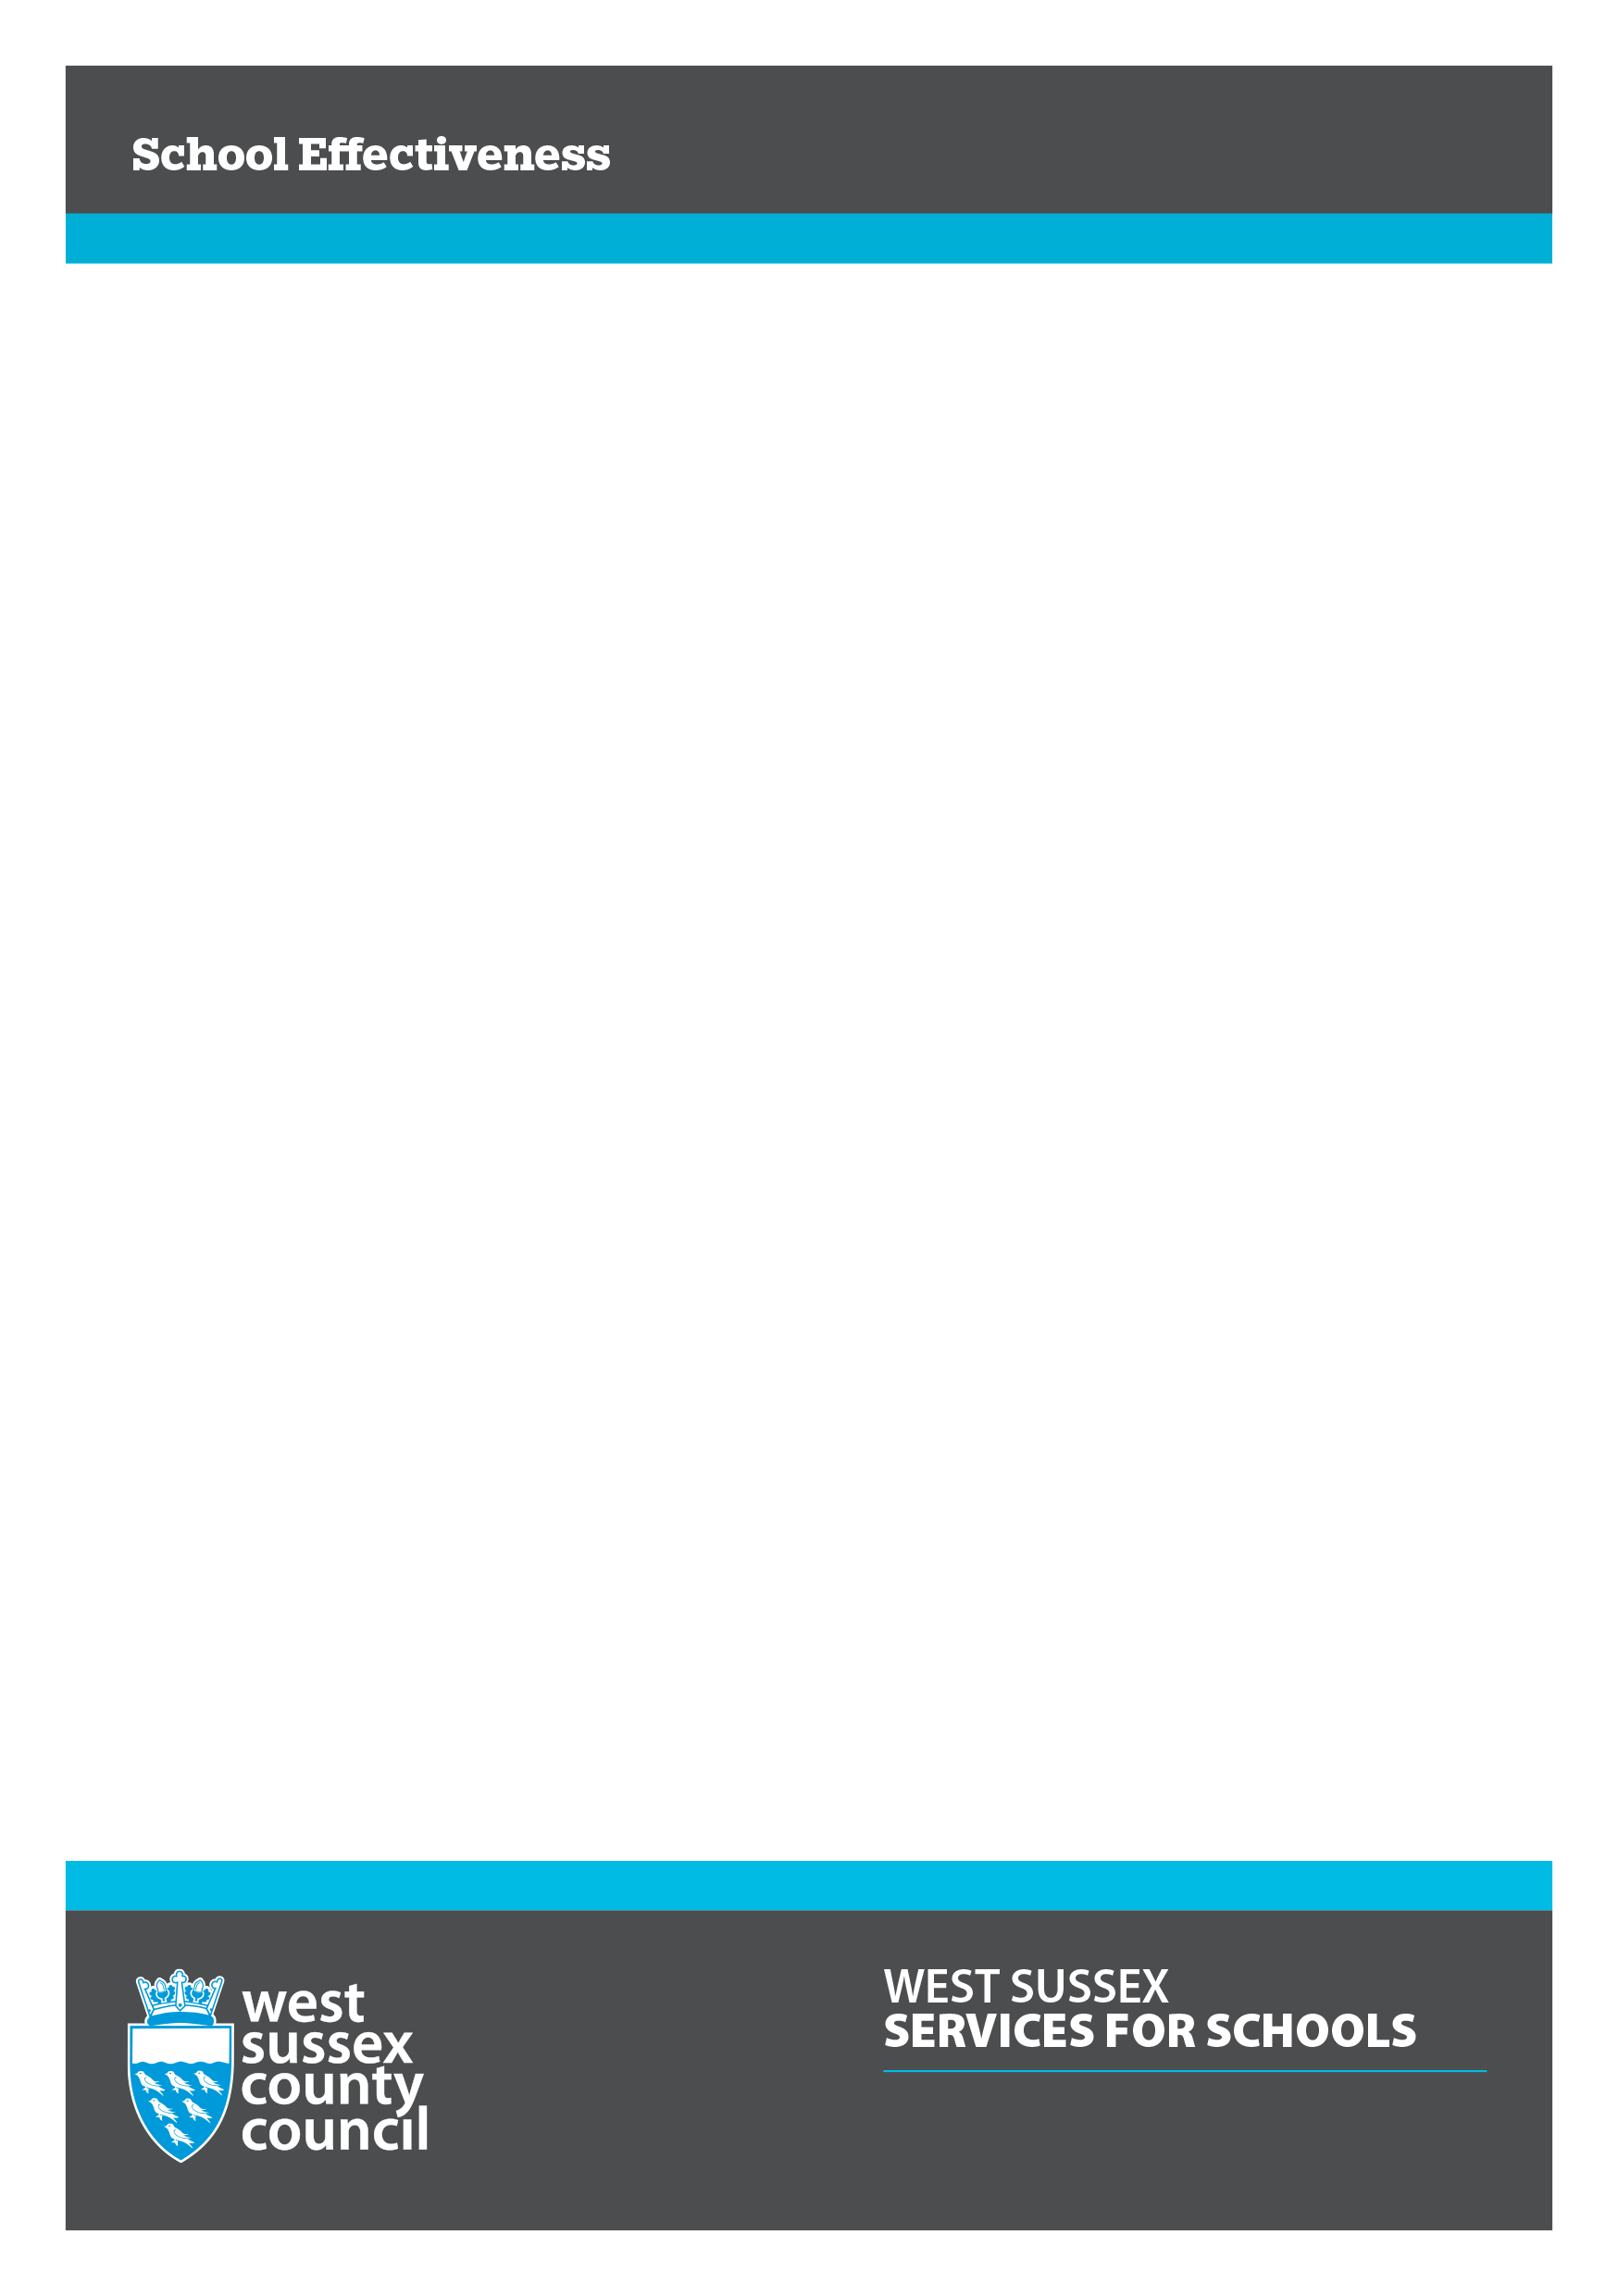 School Effectiveness
west
sussex
county
council
WEST SUSSEX
SERVICES FOR SCHOOLS